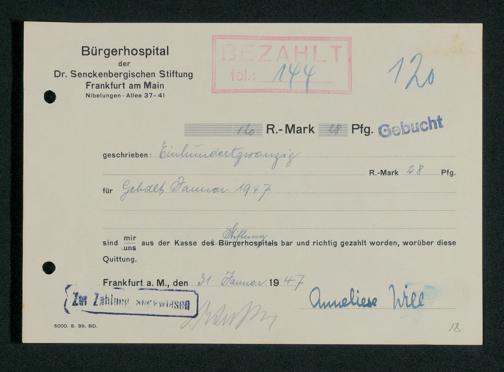 Bürgerhospital
der
Dr. Senckenbergischen Stiftung
Frankfurt am Main
Nibelungen-Allee 37-41
BEZAHLT
fol.: 144
120
120 R.-Mark 28 Pfg. Gebucht
geschrieben: Einhundertzwanzig
R.-Mark 28 Pfg.
für Gehalt Januar 1947
sind mir uns aus der Kasse des Bürgerhospitals Stiftung bar und richtig gezahlt worden, worüber diese
Quittung.
Frankfurt a. M., den 31. Januar 1947
Zur Zahlung angewiesen
Anneliese Will
5000. 8. 39. BD.
18